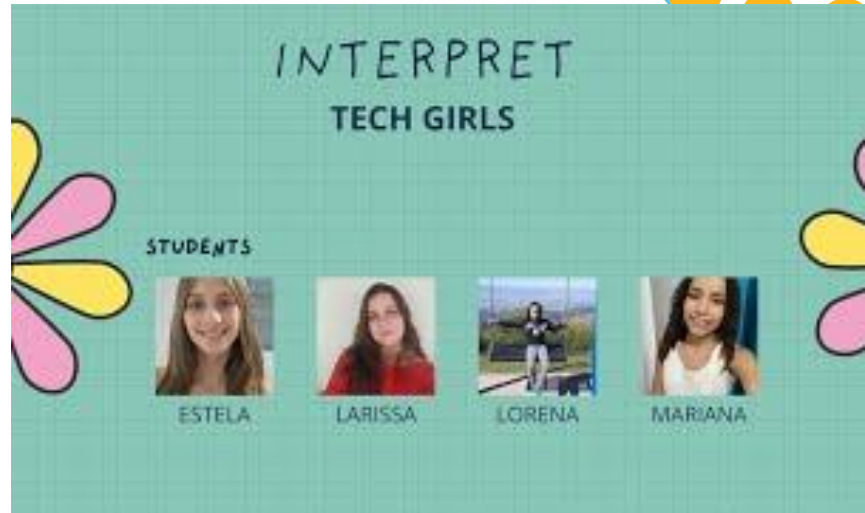 INTERPRET
TECH GIRLS
STUDENTS
ESTELA LARISSA LORENA MARIANA